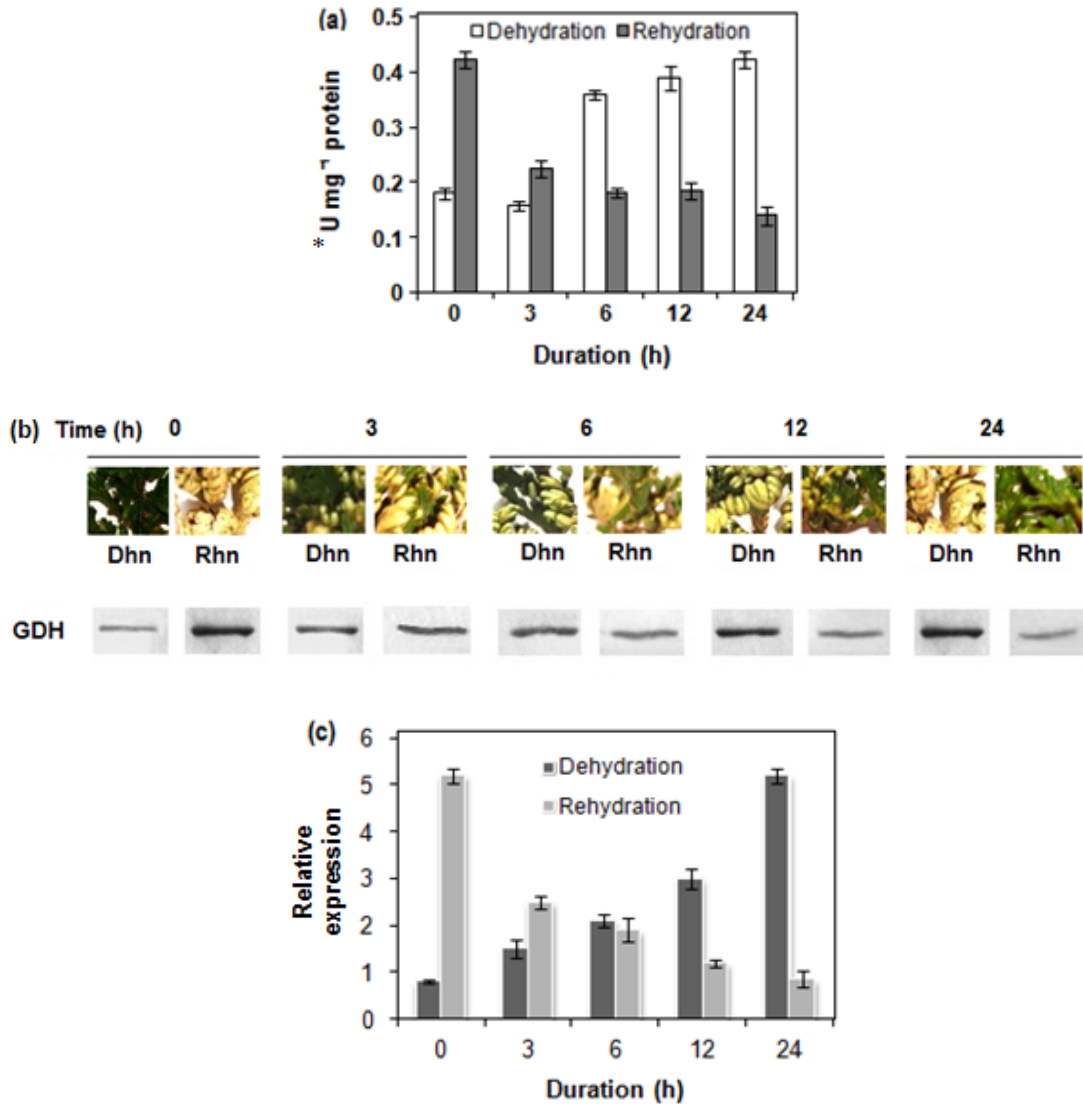 (a)
Dehydration Rehydration
0.5
0.4
0.3
0.2
0.1
0
*U mg⁻¹ protein
0 3 6 12 24
Duration (h)
(b) Time (h) 0 3 6 12 24
Dhn Rhn Dhn Rhn Dhn Rhn Dhn Rhn Dhn Rhn
GDH
(c)
6
5
4
3
2
1
0
Dehydration
Rehydration
Relative
expression
0 3 6 12 24
Duration (h)